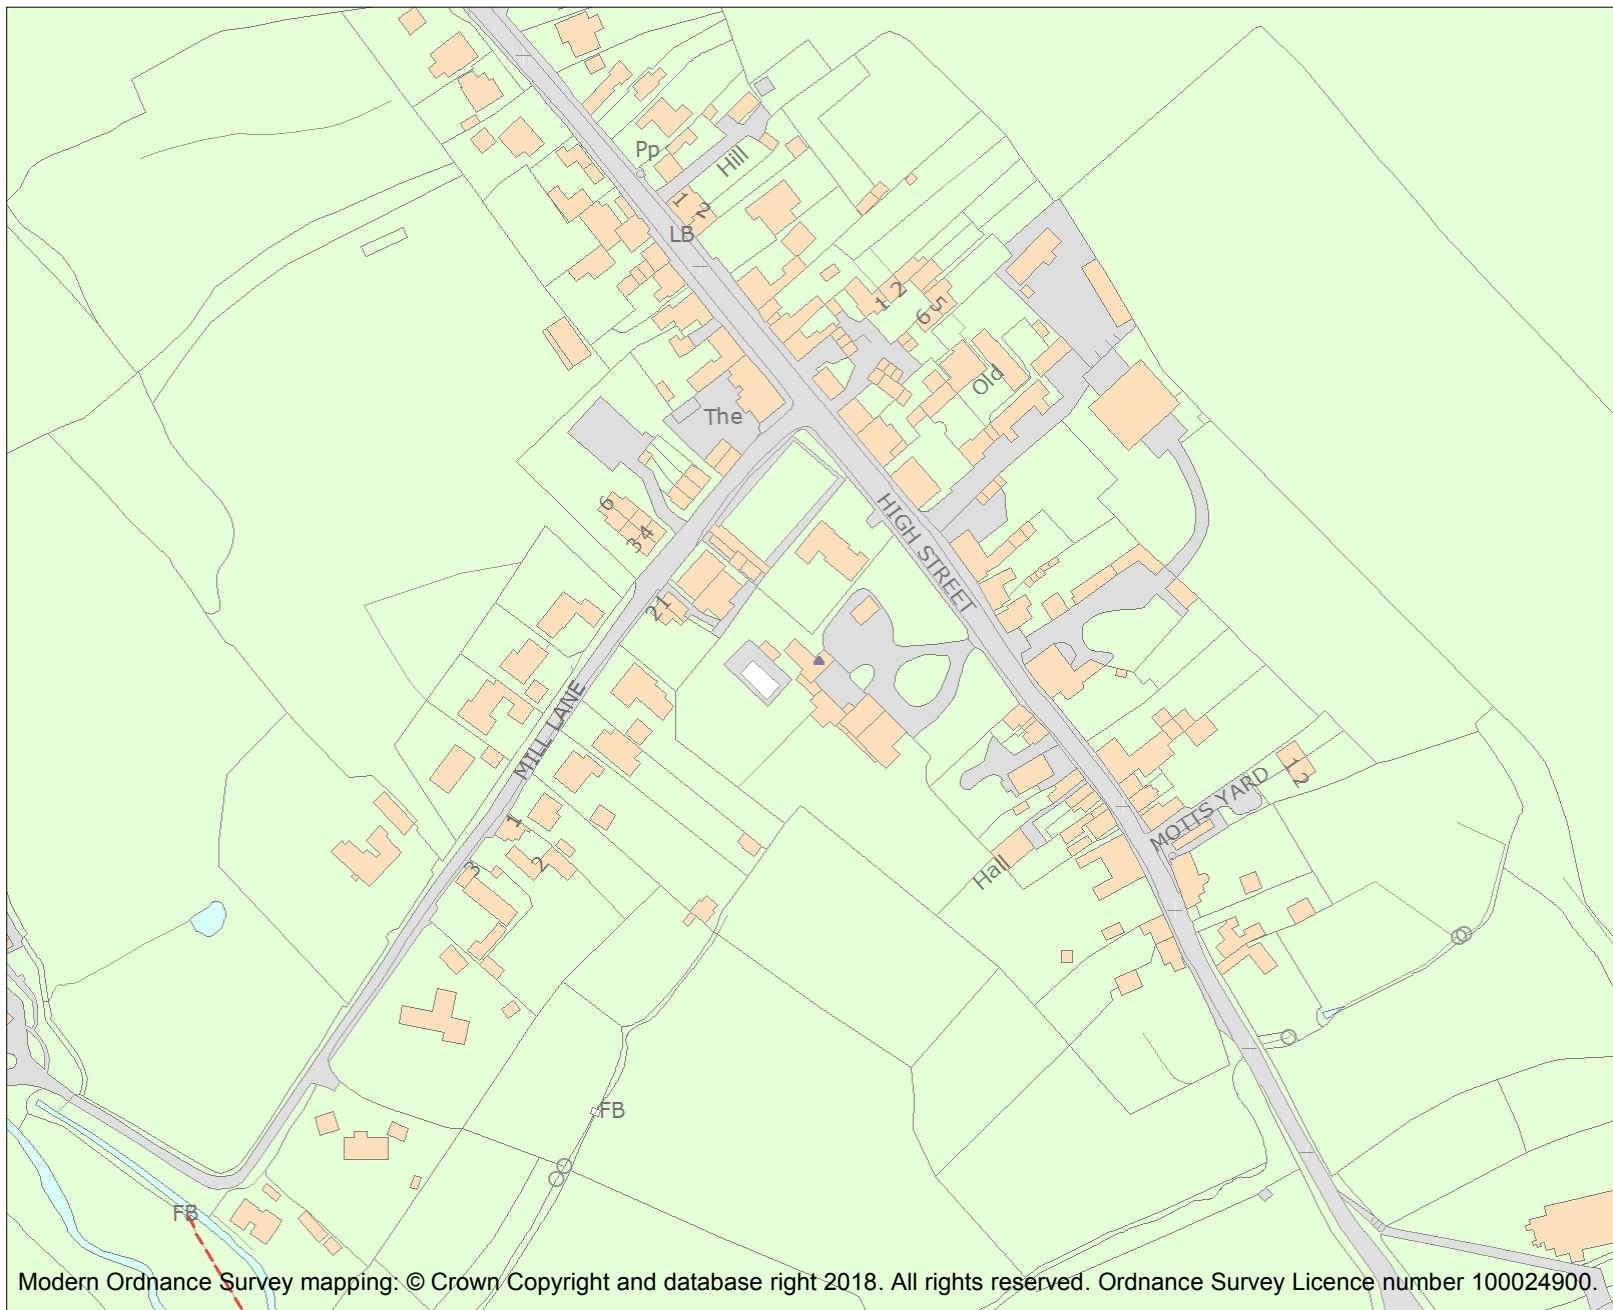 Pp
Hill
1 2
LB
1 2
6 5
Old
The
6
3 4
HIGH STREET
2 1
MILL LANE
1 2
MOTTS YARD
1
2
3
Hall
FB
FB
Modern Ordnance Survey mapping: © Crown Copyright and database right 2018. All rights reserved. Ordnance Survey Licence number 100024900.